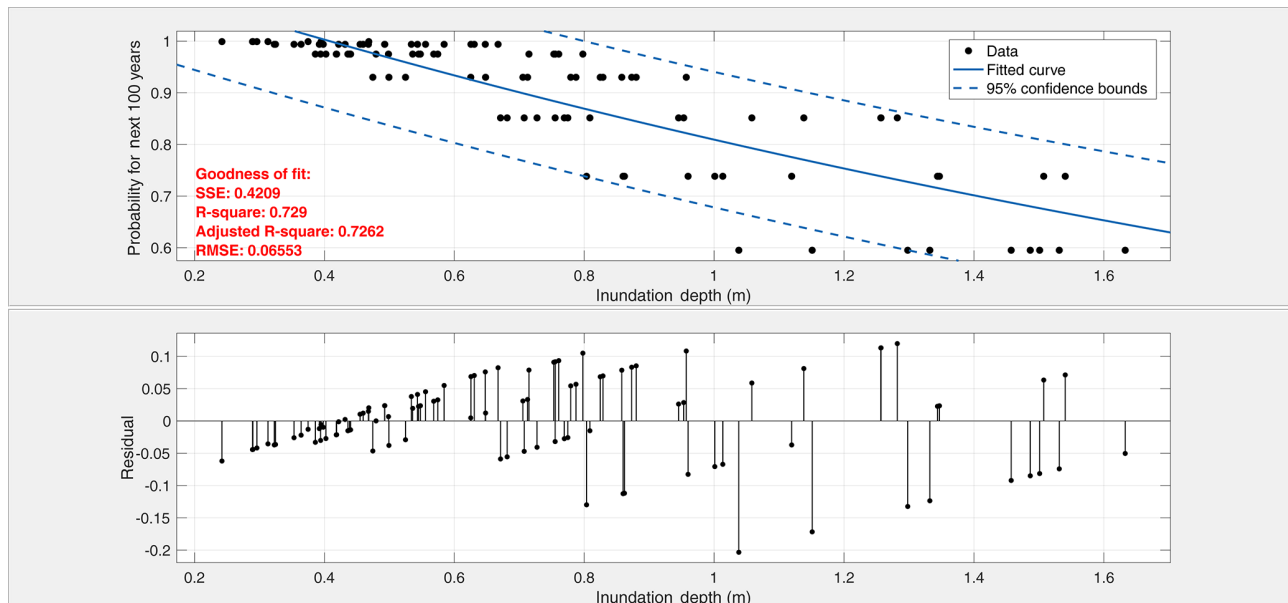 Probability for next 100 years
1
0.9
0.8
0.7
0.6
Data
Fitted curve
95% confidence bounds
Goodness of fit:
SSE: 0.4209
R-square: 0.729
Adjusted R-square: 0.7262
RMSE: 0.06553
0.2 0.4 0.6 0.8 1 1.2 1.4 1.6
Inundation depth (m)
Residual
0.1
0.05
0
-0.05
-0.1
-0.15
-0.2
0.2 0.4 0.6 0.8 1 1.2 1.4 1.6
Inundation depth (m)